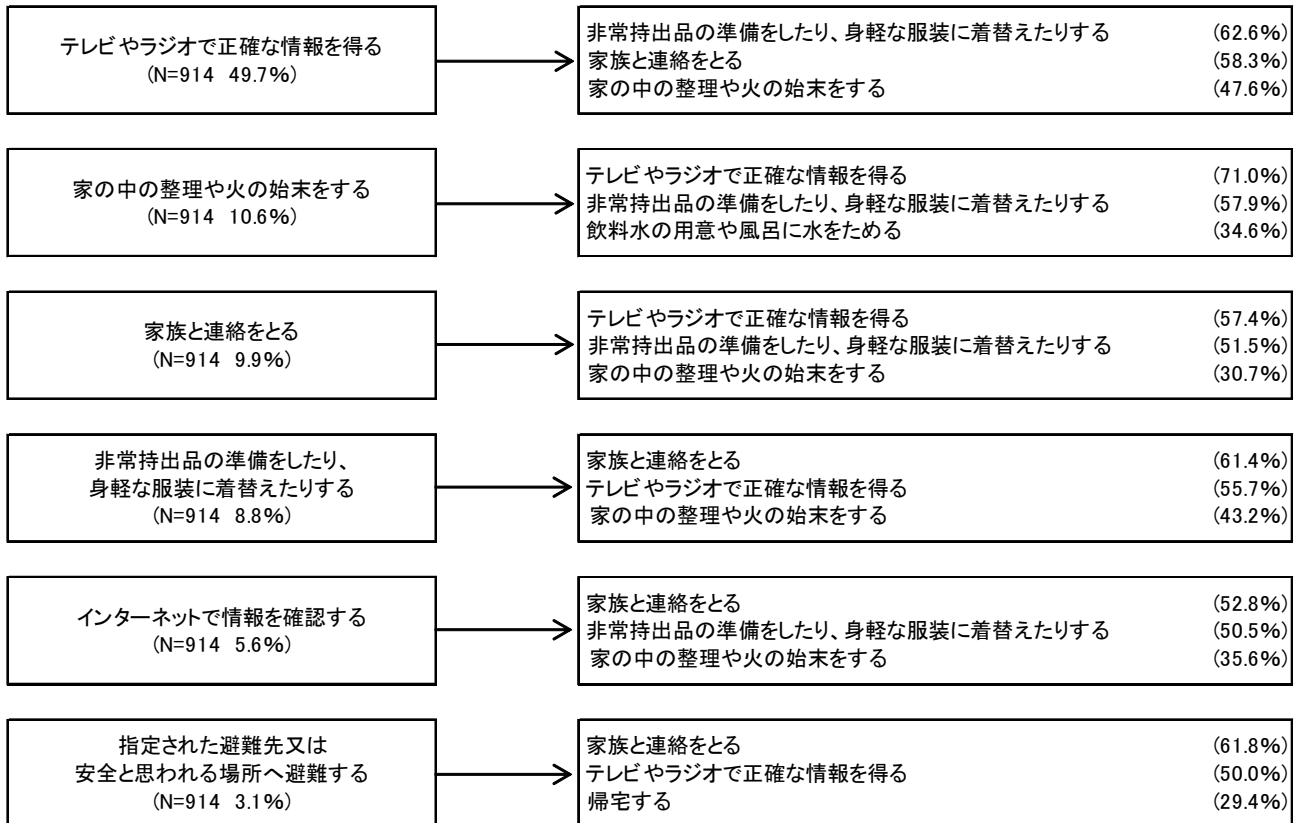 テレビやラジオで正確な情報を得る
(N=914 49.7%)
非常持出品の準備をしたり、身軽な服装に着替えたりする (62.6%)
家族と連絡をとる (58.3%)
家の中の整理や火の始末をする (47.6%)
家の中の整理や火の始末をする
(N=914 10.6%)
テレビやラジオで正確な情報を得る (71.0%)
非常持出品の準備をしたり、身軽な服装に着替えたりする (57.9%)
飲料水の用意や風呂に水をためる (34.6%)
家族と連絡をとる
(N=914 9.9%)
テレビやラジオで正確な情報を得る (57.4%)
非常持出品の準備をしたり、身軽な服装に着替えたりする (51.5%)
家の中の整理や火の始末をする (30.7%)
非常持出品の準備をしたり、
身軽な服装に着替えたりする
(N=914 8.8%)
家族と連絡をとる (61.4%)
テレビやラジオで正確な情報を得る (55.7%)
家の中の整理や火の始末をする (43.2%)
インターネットで情報を確認する
(N=914 5.6%)
家族と連絡をとる (52.8%)
非常持出品の準備をしたり、身軽な服装に着替えたりする (50.5%)
家の中の整理や火の始末をする (35.6%)
指定された避難先又は
安全と思われる場所へ避難する
(N=914 3.1%)
家族と連絡をとる (61.8%)
テレビやラジオで正確な情報を得る (50.0%)
帰宅する (29.4%)